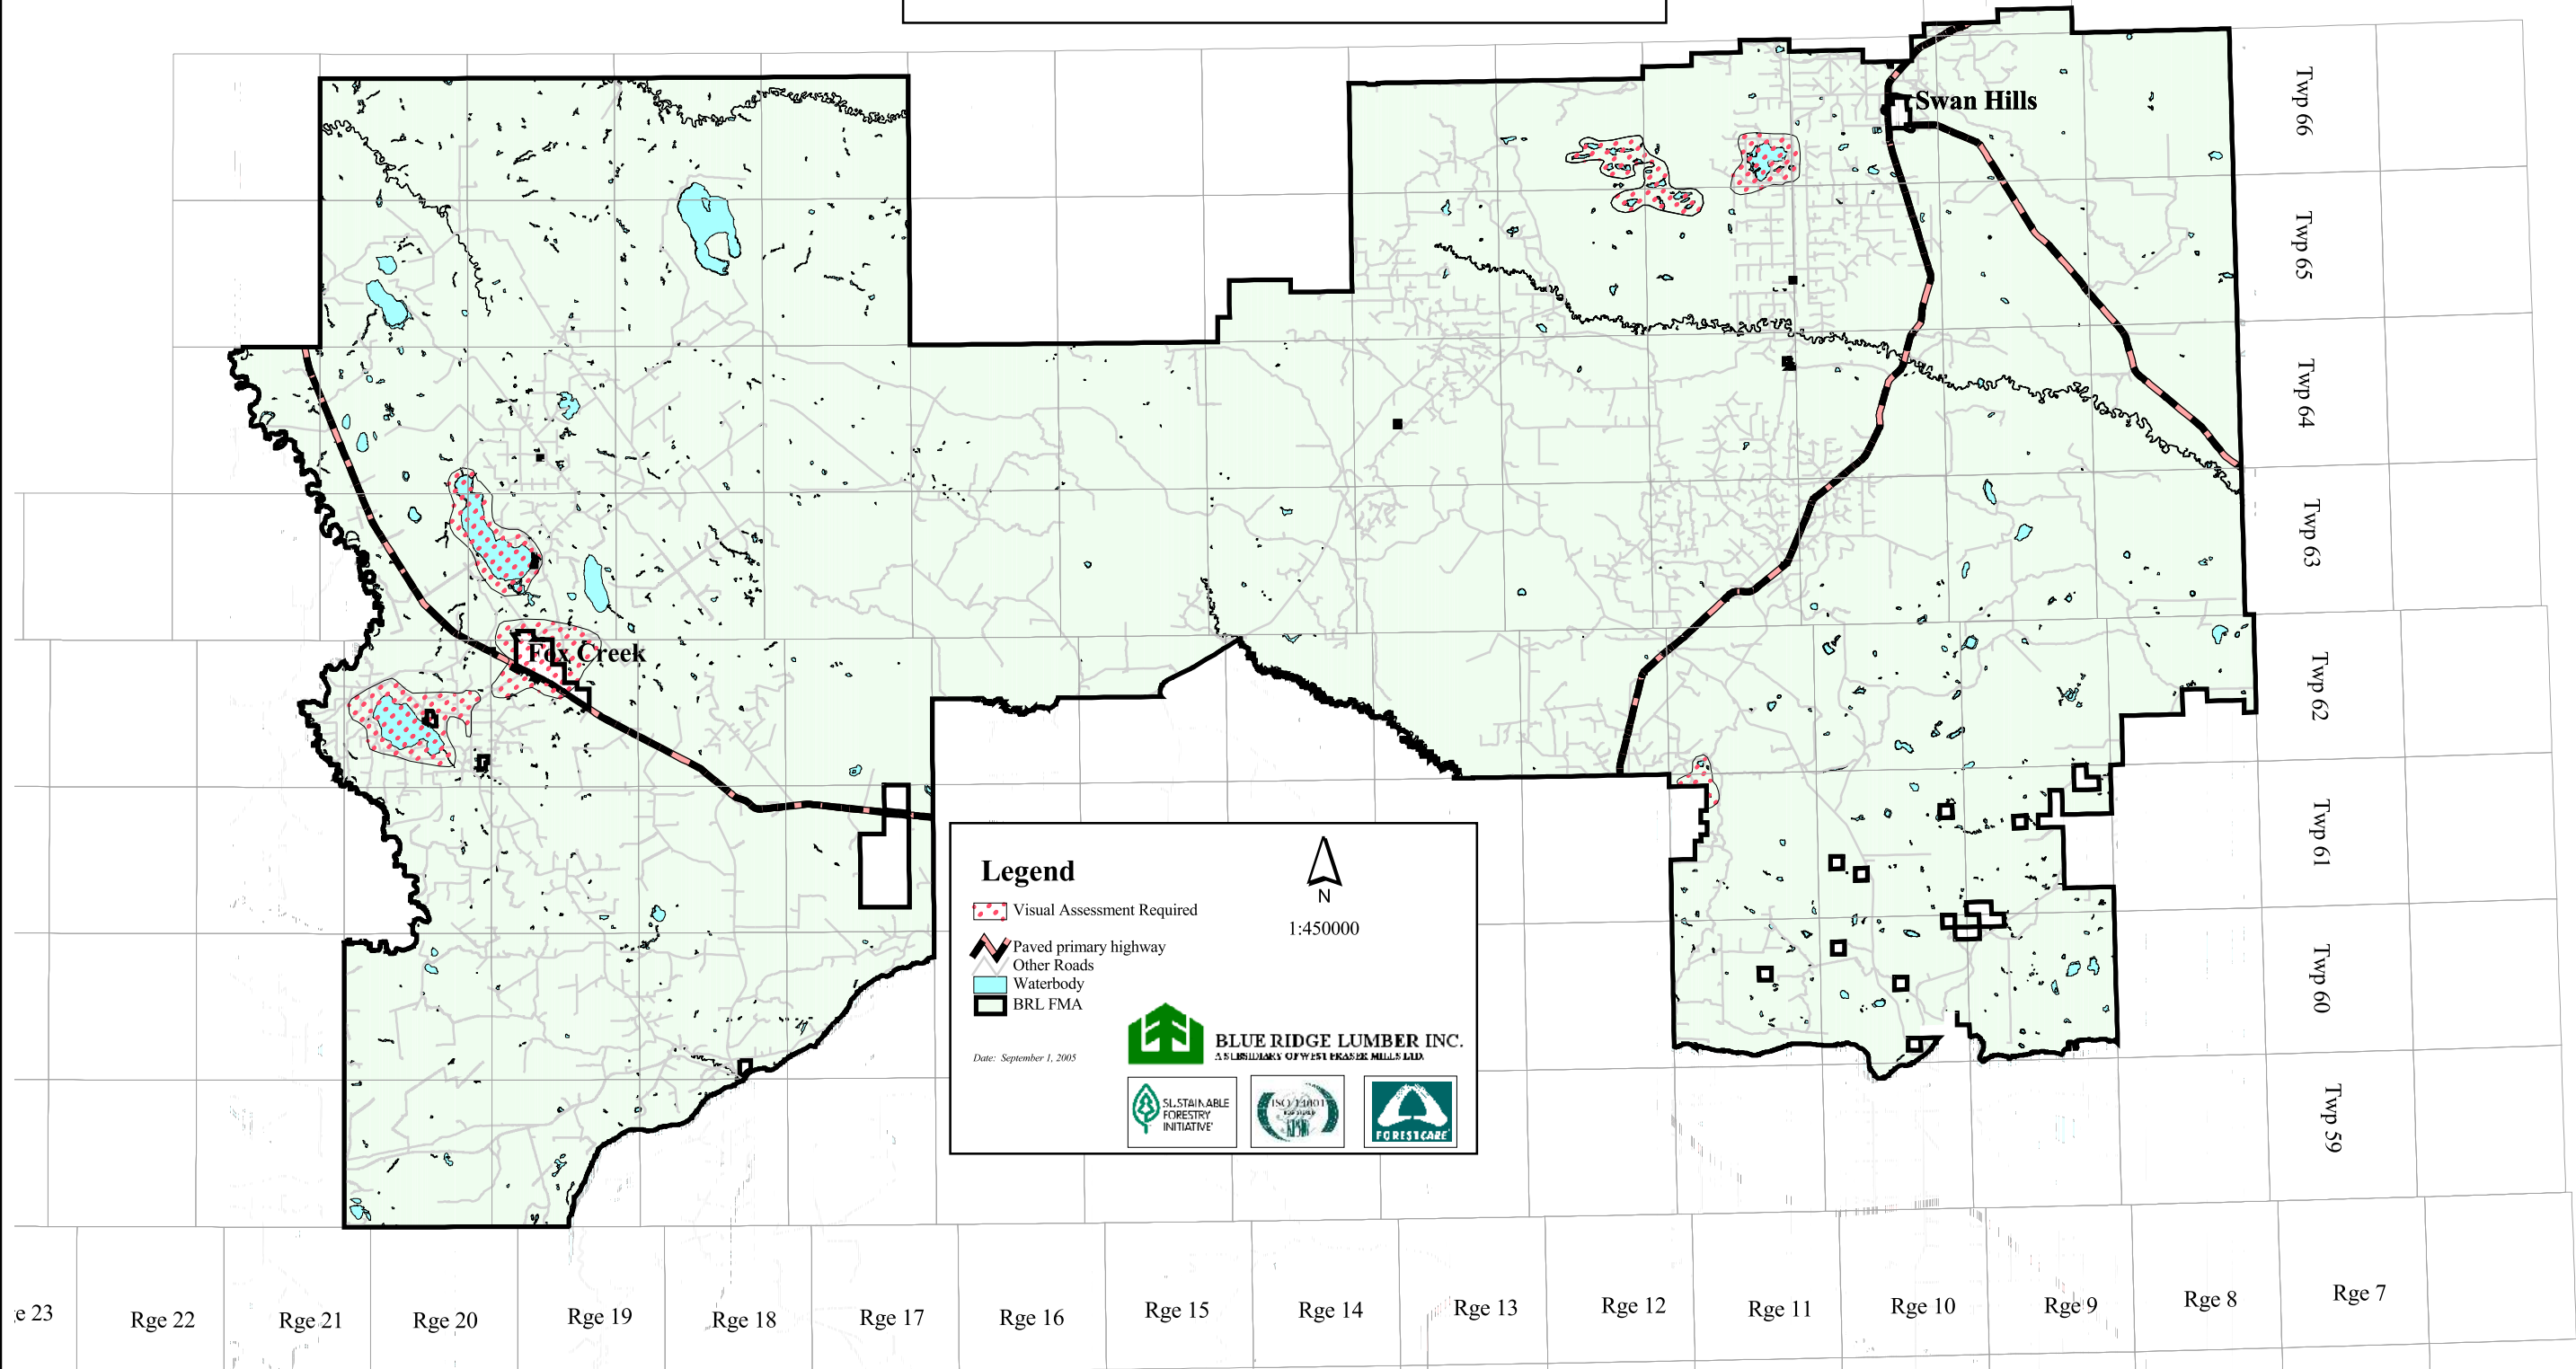 Swan Hills
Twp 66
Twp 65
Twp 64
Twp 63
Fox Creek
Twp 62
Twp 61
Twp 60
Twp 59
Legend
Visual Assessment Required
Paved primary highway
Other Roads
Waterbody
BRL FMA
N
1:450000
Date: September 1, 2005
BLUE RIDGE LUMBER INC.
A SUBSIDIARY OF WEST FRASER MILLS LTD.
SUSTAINABLE
FORESTRY
INITIATIVE
ISO 14001
FORESTCARE
e 23
Rge 22
Rge 21
Rge 20
Rge 19
Rge 18
Rge 17
Rge 16
Rge 15
Rge 14
Rge 13
Rge 12
Rge 11
Rge 10
Rge 9
Rge 8
Rge 7